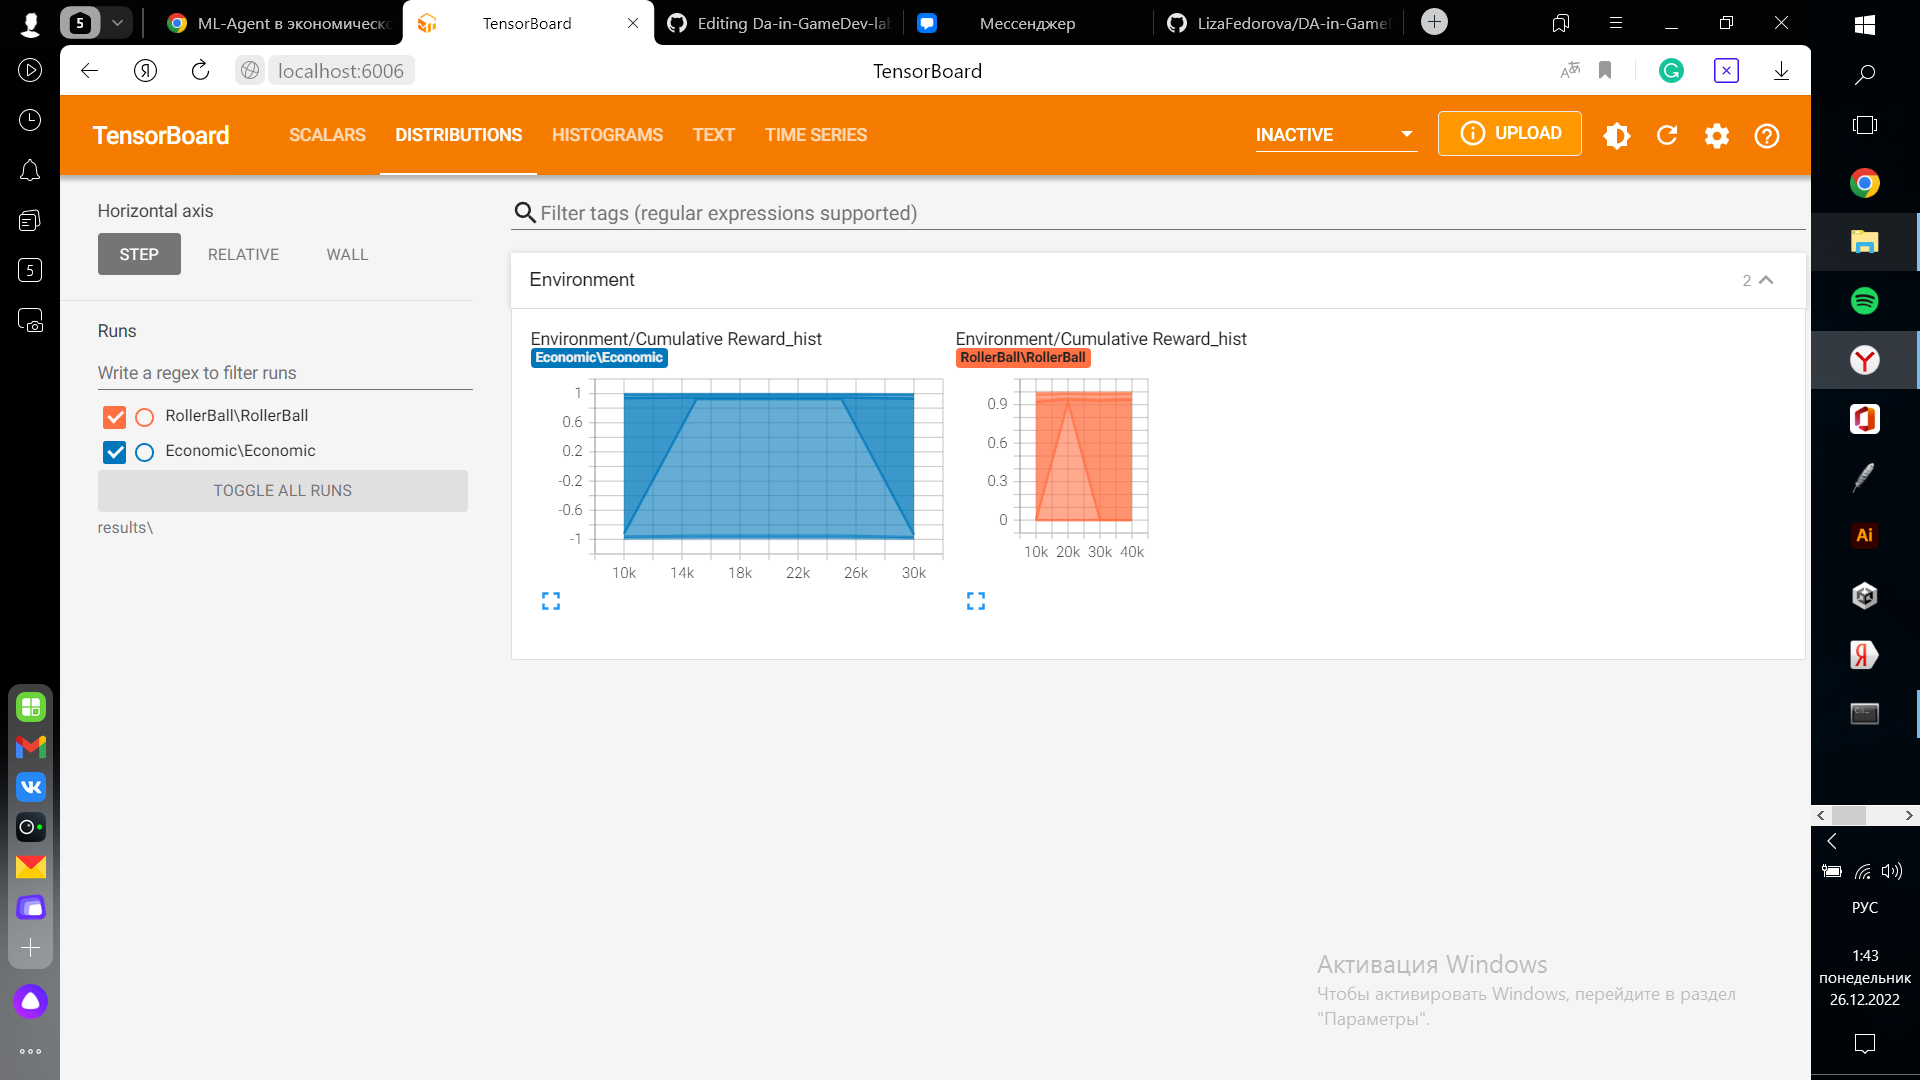 5
ML-Agent в экономическо
TensorBoard
Editing Da-in-GameDev-lab
Мессенджер
LizaFedorova/DA-in-GameD
localhost:6006
TensorBoard
TensorBoard
SCALARS
DISTRIBUTIONS
HISTOGRAMS
TEXT
TIME SERIES
INACTIVE
UPLOAD
Horizontal axis
STEP
RELATIVE
WALL
Runs
Write a regex to filter runs
RollerBall\RollerBall
Economic\Economic
TOGGLE ALL RUNS
results\
Filter tags (regular expressions supported)
Environment
2
Environment/Cumulative Reward_hist
Economic\Economic
1
0.6
0.2
-0.2
-0.6
-1
10k 14k 18k 22k 26k 30k
Environment/Cumulative Reward_hist
RollerBall\RollerBall
0.9
0.6
0.3
0
10k 20k 30k 40k
5
Ai
Активация Windows
Чтобы активировать Windows, перейдите в раздел
"Параметры".
РУС
1:43
понедельник
26.12.2022